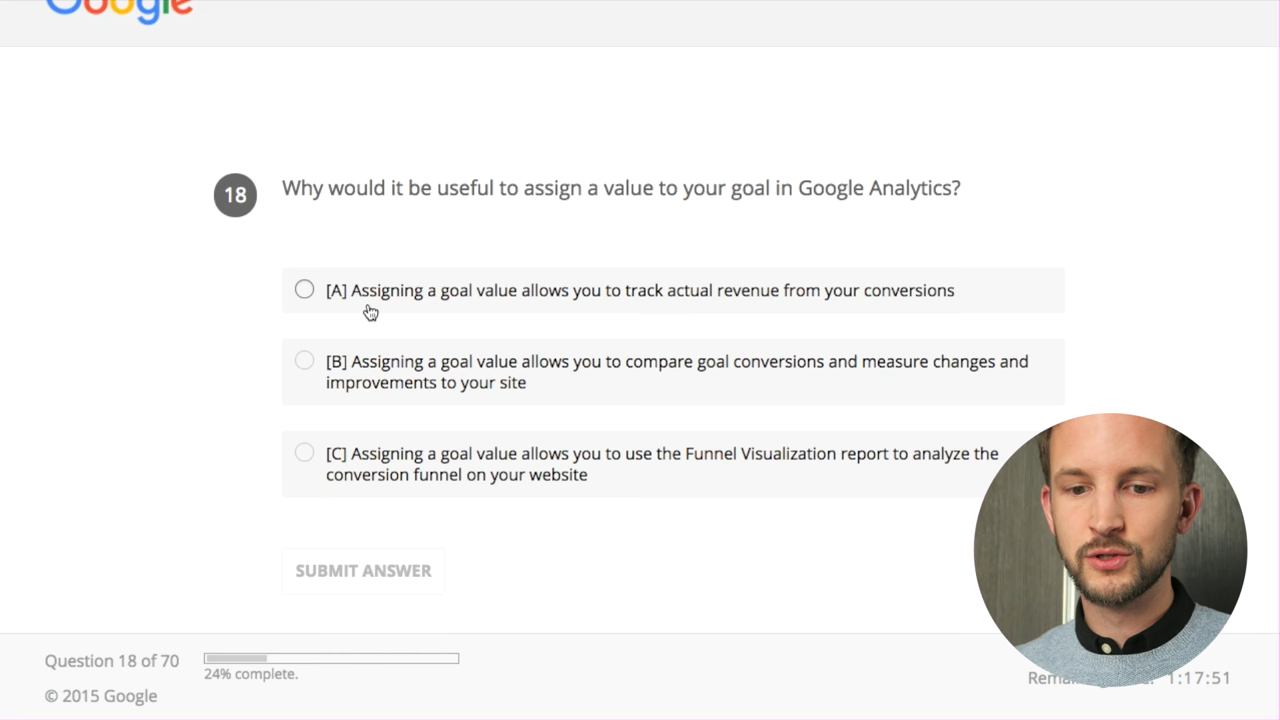 Google
18
Why would it be useful to assign a value to your goal in Google Analytics?
[A] Assigning a goal value allows you to track actual revenue from your conversions
[B] Assigning a goal value allows you to compare goal conversions and measure changes and
improvements to your site
[C] Assigning a goal value allows you to use the Funnel Visualization report to analyze the
conversion funnel on your website
SUBMIT ANSWER
Question 18 of 70
24% complete.
© 2015 Google
1:17:51